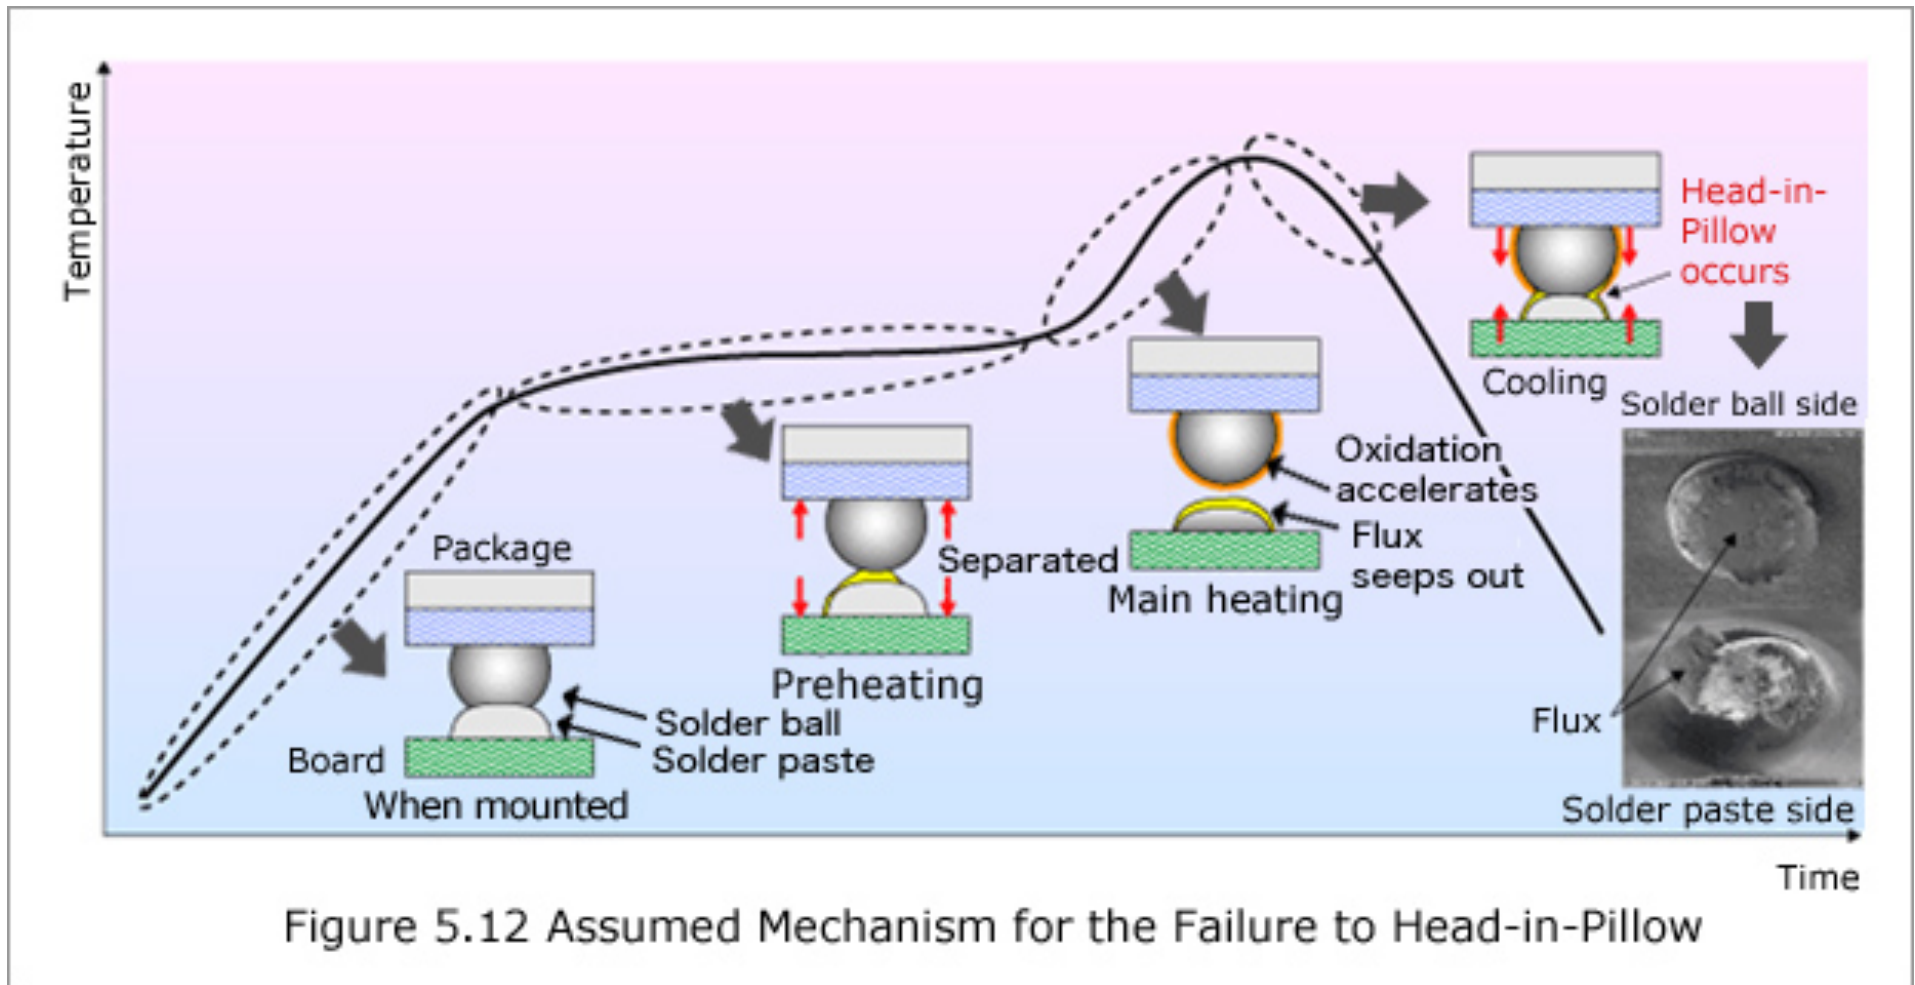 Temperature
Head-in-
Pillow
occurs
Cooling
Solder ball side
Oxidation
accelerates
Flux
seeps out
Main heating
Separated
Preheating
Package
Solder ball
Solder paste
Board
When mounted
Flux
Solder paste side
Time
Figure 5.12 Assumed Mechanism for the Failure to Head-in-Pillow